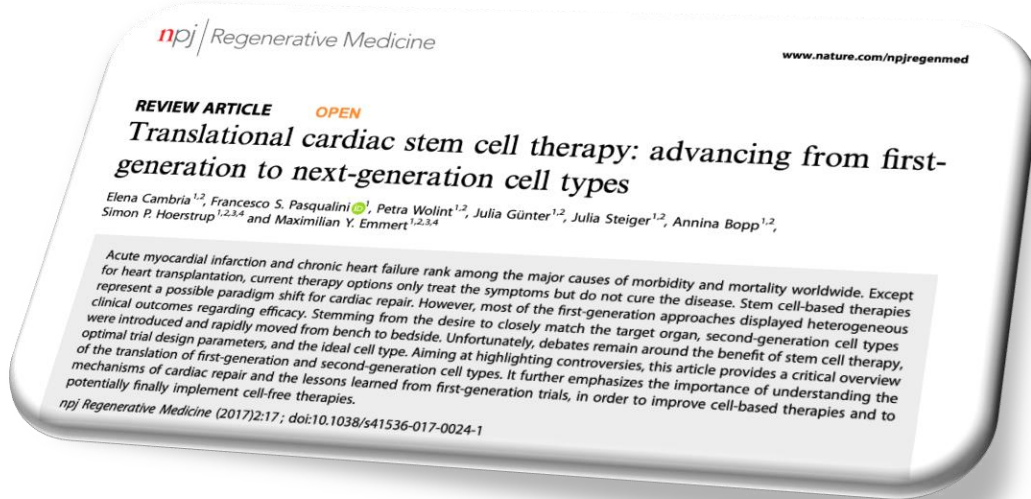 npj | Regenerative Medicine
www.nature.com/npjregenmed
REVIEW ARTICLE OPEN
Translational cardiac stem cell therapy: advancing from first-
generation to next-generation cell types
Elena Cambria1,2, Francesco S. Pasqualini iD1, Petra Wolint1,2, Julia Günter1,2, Julia Steiger1,2, Annina Bopp1,2,
Simon P. Hoerstrup1,2,3,4 and Maximilian Y. Emmert1,2,3,4
Acute myocardial infarction and chronic heart failure rank among the major causes of morbidity and mortality worldwide. Except
for heart transplantation, current therapy options only treat the symptoms but do not cure the disease. Stem cell-based therapies
represent a possible paradigm shift for cardiac repair. However, most of the first-generation approaches displayed heterogeneous
clinical outcomes regarding efficacy. Stemming from the desire to closely match the target organ, second-generation cell types
were introduced and rapidly moved from bench to bedside. Unfortunately, debates remain around the benefit of stem cell therapy,
optimal trial design parameters, and the ideal cell type. Aiming at highlighting controversies, this article provides a critical overview
of the translation of first-generation and second-generation cell types. It further emphasizes the importance of understanding the
mechanisms of cardiac repair and the lessons learned from first-generation trials, in order to improve cell-based therapies and to
potentially finally implement cell-free therapies.
npj Regenerative Medicine (2017)2:17 ; doi:10.1038/s41536-017-0024-1